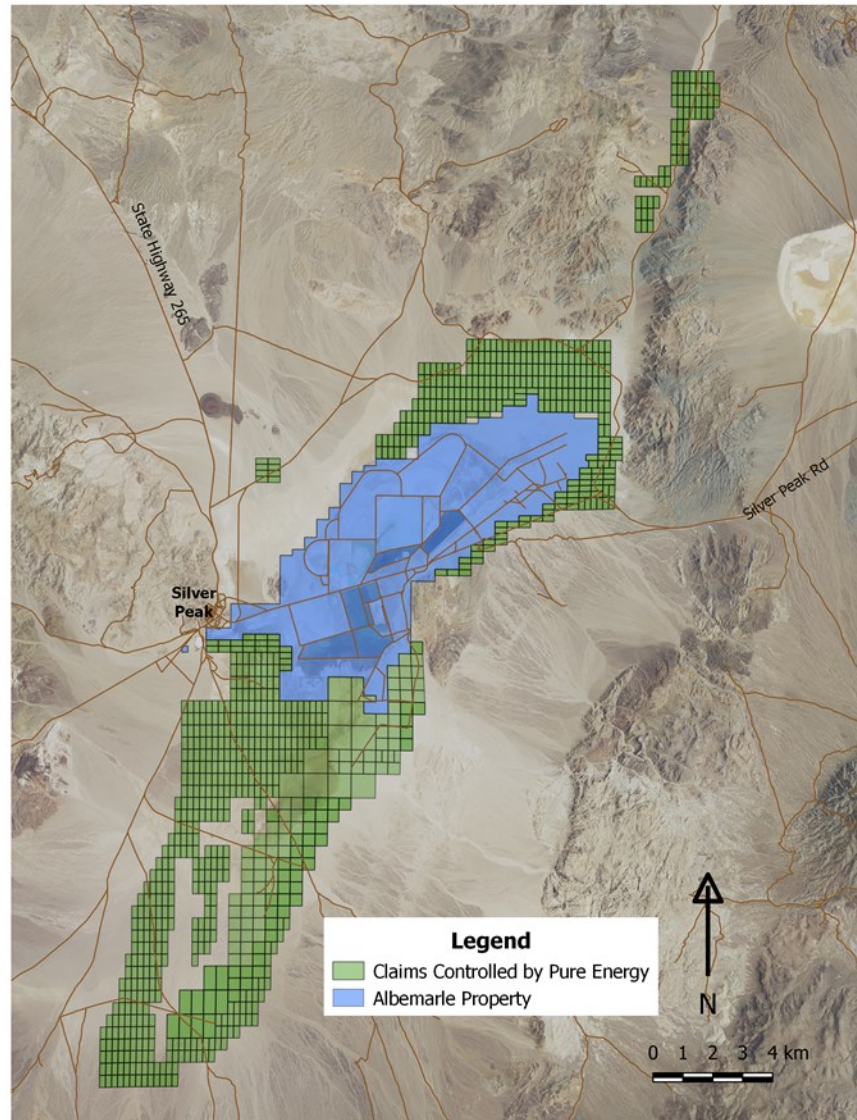 State Highway 265
Silver Peak Rd
Silver
Peak
Legend
Claims Controlled by Pure Energy
Albemarle Property
N
0 1 2 3 4 km